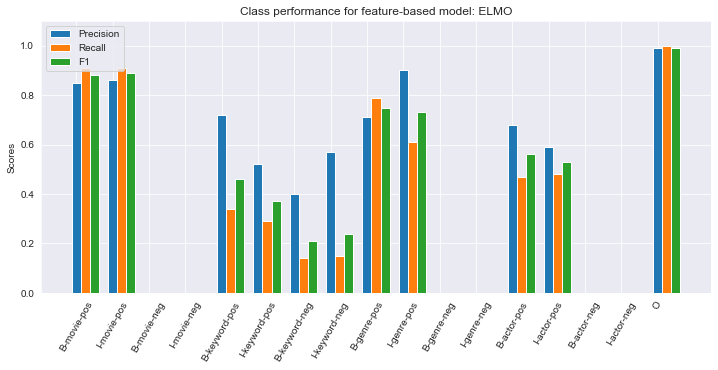 Class performance for feature-based model: ELMO
Precision
Recall
F1
1.0
0.8
0.6
0.4
0.2
0.0
Scores
B-movie-pos
I-movie-pos
B-movie-neg
I-movie-neg
B-keyword-pos
I-keyword-pos
B-keyword-neg
I-keyword-neg
B-genre-pos
I-genre-pos
B-genre-neg
I-genre-neg
B-actor-pos
I-actor-pos
B-actor-neg
I-actor-neg
O